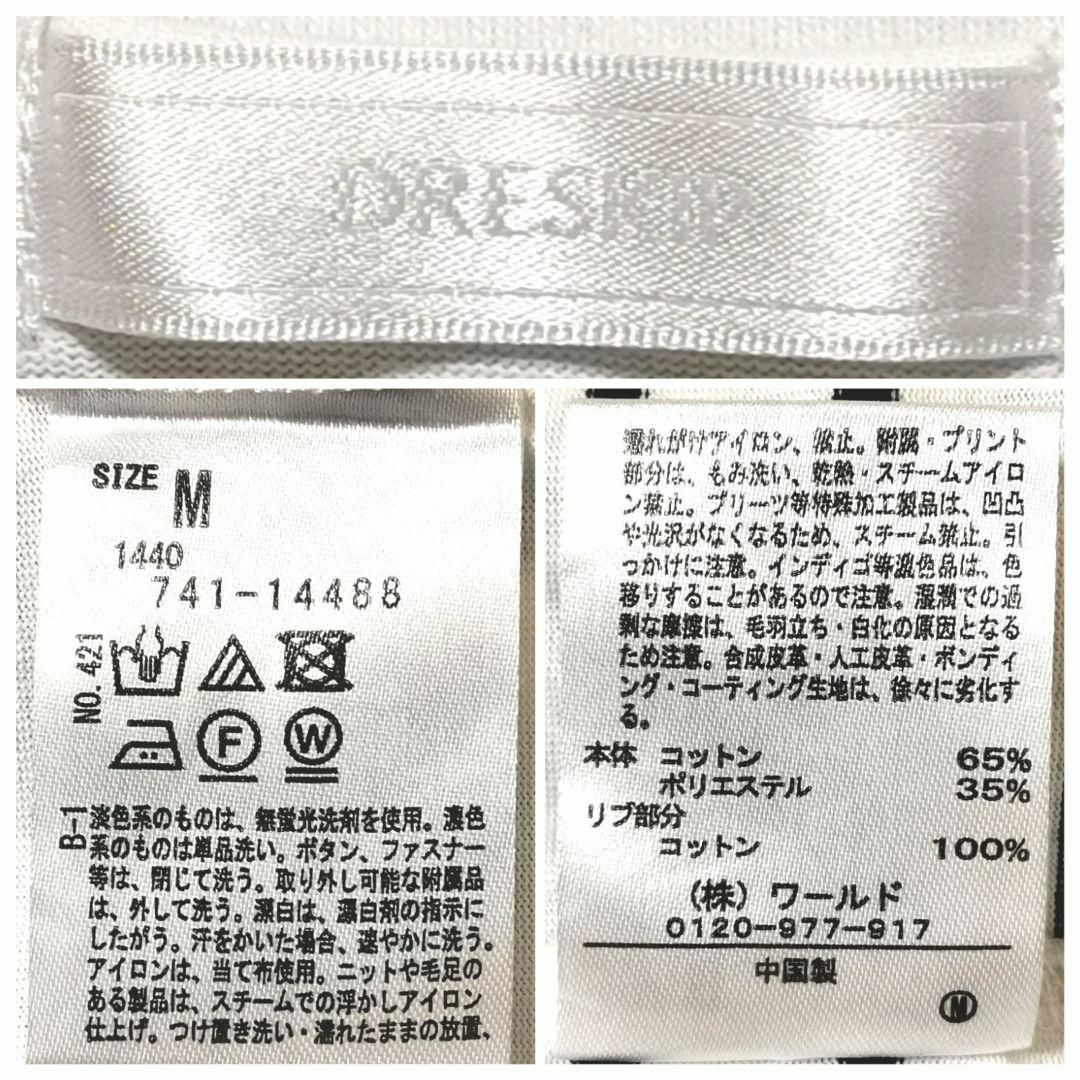 DRESKIP
SIZE M
1440
741-14488
NO. 421
F W
B-1
淡色系のものは、無蛍光洗剤を使用。濃色
系のものは単品洗い。ボタン、ファスナー
等は、閉じて洗う。取り外し可能な附属品
は、外して洗う。漂白は、漂白剤の指示に
したがう。汗をかいた場合、速やかに洗う。
アイロンは、当て布使用。ニットや毛足の
ある製品は、スチームでの浮かしアイロン
仕上げ。つけ置き洗い・濡れたままの放置、
濡れがけアイロン、禁止。附属・プリント
部分は、もみ洗い、乾熱・スチームアイロ
ン禁止。プリーツ等特殊加工製品は、凹凸
や光沢がなくなるため、スチーム禁止。引
っかけに注意。インディゴ等濃色品は、色
移りすることがあるので注意。湿潤での過
剰な摩擦は、毛羽立ち・白化の原因となる
ため注意。合成皮革・人工皮革・ボンディ
ング・コーティング生地は、徐々に劣化す
る。
本体 コットン 65%
ポリエステル 35%
リブ部分
コットン 100%
(株) ワールド
0120-977-917
中国製
M